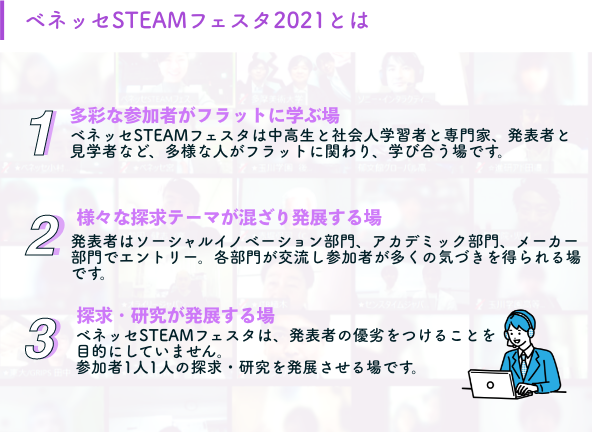 ベネッセSTEAMフェスタ2021とは
1
多彩な参加者がフラットに学ぶ場
ベネッセSTEAMフェスタは中高生と社会人学習者と専門家、発表者と
見学者など、多様な人がフラットに関わり、学び合う場です。
2
様々な探求テーマが混ざり発展する場
発表者はソーシャルイノベーション部門、アカデミック部門、メーカー
部門でエントリー。各部門が交流し参加者が多くの気づきを得られる場
です。
3
探求・研究が発展する場
ベネッセSTEAMフェスタは、発表者の優劣をつけることを
目的にしていません。
参加者1人1人の探求・研究を発展させる場です。